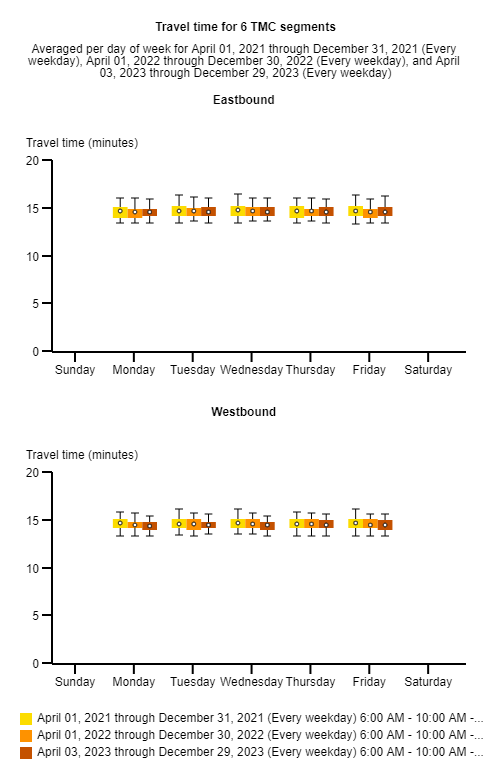 Travel time for 6 TMC segments
Averaged per day of week for April 01, 2021 through December 31, 2021 (Every
weekday), April 01, 2022 through December 30, 2022 (Every weekday), and April
03, 2023 through December 29, 2023 (Every weekday)
Eastbound
Travel time (minutes)
20
15
10
5
0
Sunday Monday Tuesday Wednesday Thursday Friday Saturday
Westbound
Travel time (minutes)
20
15
10
5
0
Sunday Monday Tuesday Wednesday Thursday Friday Saturday
April 01, 2021 through December 31, 2021 (Every weekday) 6:00 AM - 10:00 AM -...
April 01, 2022 through December 30, 2022 (Every weekday) 6:00 AM - 10:00 AM -...
April 03, 2023 through December 29, 2023 (Every weekday) 6:00 AM - 10:00 AM -...